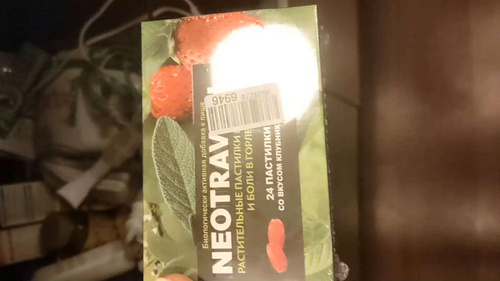 Биологически активная добавка к пище
NEOTRAV
РАСТИТЕЛЬНЫЕ ПАСТИЛКИ
И БОЛИ В ГОРЛЕ
24 ПАСТИЛКИ
СО ВКУСОМ КЛУБНИКИ
6946